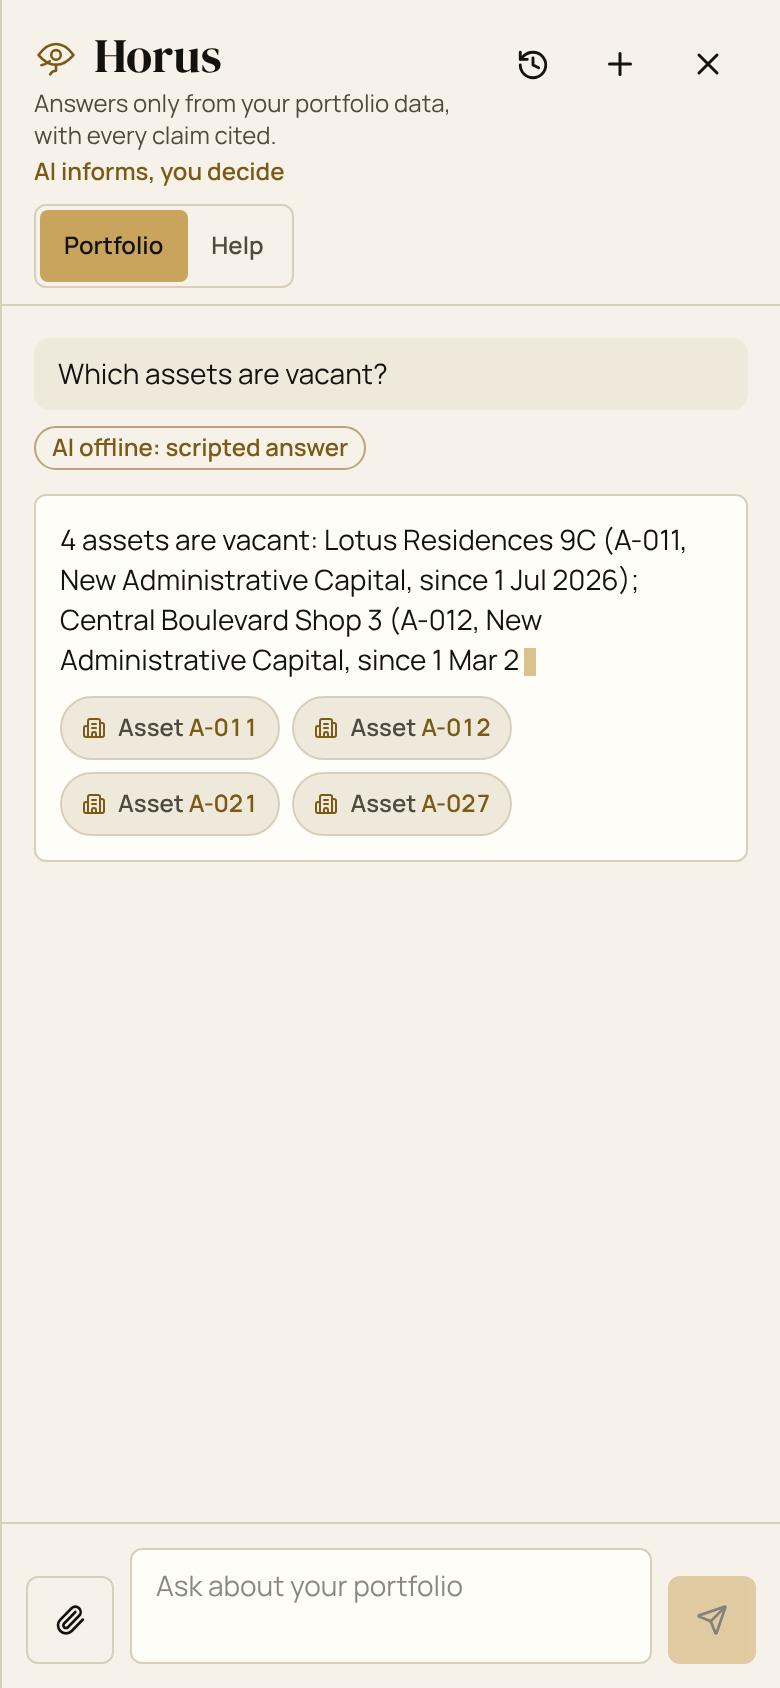 Horus
Answers only from your portfolio data,
with every claim cited.
AI informs, you decide
Portfolio
Help
Which assets are vacant?
AI offline: scripted answer
4 assets are vacant: Lotus Residences 9C (A-011,
New Administrative Capital, since 1 Jul 2026);
Central Boulevard Shop 3 (A-012, New
Administrative Capital, since 1 Mar 2
Asset A-011
Asset A-012
Asset A-021
Asset A-027
Ask about your portfolio